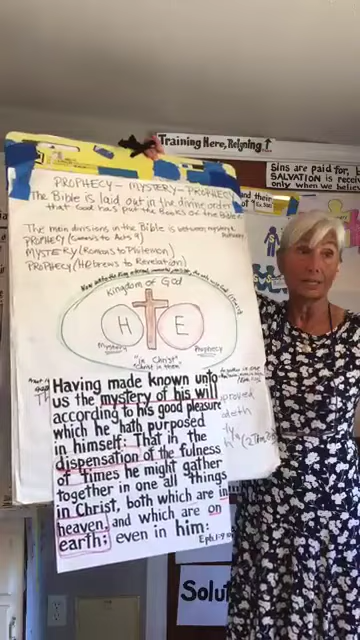 Training Here, Reigning
Sins are paid for, b
SALVATION is receiv
only when we believ
and their
PROPHECY - MYSTERY - PROPHECY
The Bible is laid out in the divine order
that God has put the Books of the Bible
The main divisions in the Bible is between mystery &
PROPHECY (Genesis to Acts
MYSTERY (Romans to Philemon)
PROPHECY (Hebrews to Revelation)
Kingdom of God
H E
Mystery Prophecy
"in Christ"
"Christ in them"
Having made known unto
us the mystery of his will
according to his good pleasure
which he hath purposed
in himself: That in the
dispensation of the fulness
of times he might gather
together in one all things
in Christ, both which are in
heaven, and which are on
earth; even in him:
Eph.1:9
Solut